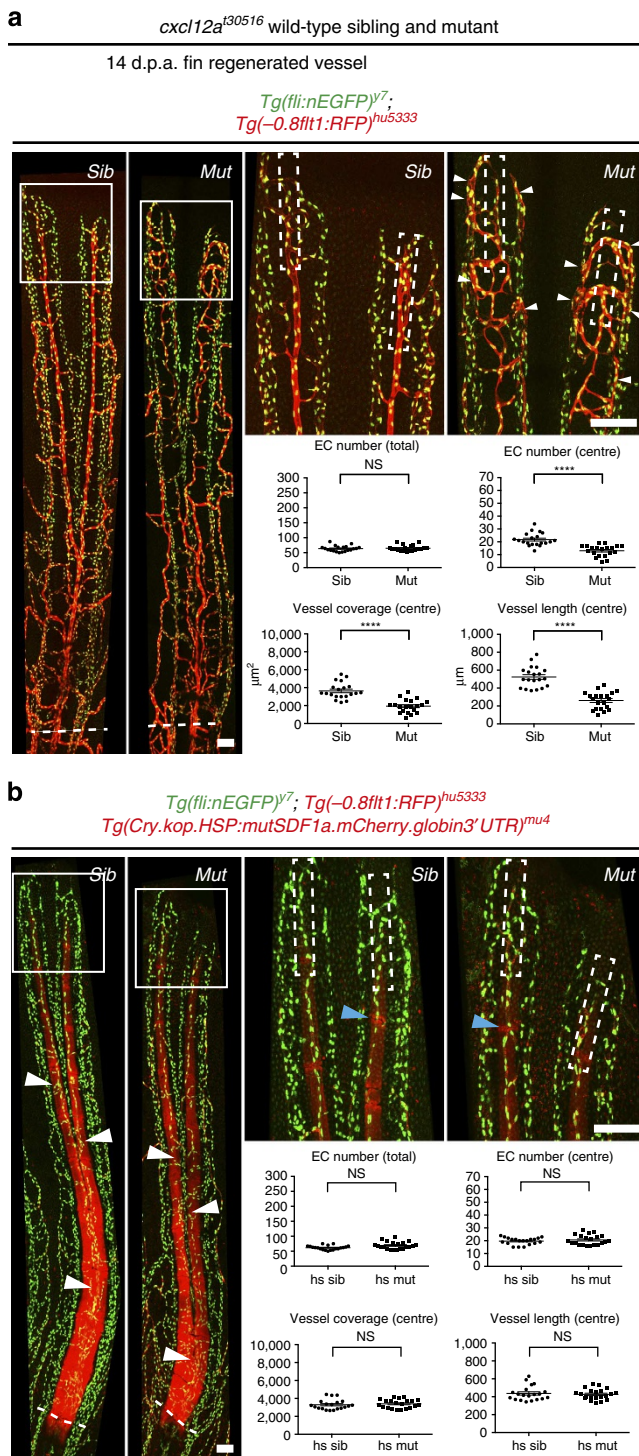 a
cxcl12a^t30516 wild-type sibling and mutant
14 d.p.a. fin regenerated vessel
Tg(fli:nEGFP)^y7;
Tg(–0.8flt1:RFP)^hu5333
Sib
Mut
Sib
Mut
EC number (total)
NS
300
250
200
150
100
50
0
Sib
Mut
EC number (centre)
****
70
60
50
40
30
20
10
0
Sib
Mut
Vessel coverage (centre)
****
10,000
8,000
6,000
4,000
2,000
0
µm²
Sib
Mut
Vessel length (centre)
****
1,000
800
600
400
200
0
µm
Sib
Mut
b
Tg(fli:nEGFP)^y7; Tg(–0.8flt1:RFP)^hu5333
Tg(Cry.kop.HSP:mutSDF1a.mCherry.globin3′UTR)^mu4
Sib
Mut
Sib
Mut
EC number (total)
NS
300
250
200
150
100
50
0
hs sib
hs mut
EC number (centre)
NS
70
60
50
40
30
20
10
0
hs sib
hs mut
Vessel coverage (centre)
NS
10,000
8,000
6,000
4,000
2,000
0
hs sib
hs mut
Vessel length (centre)
NS
1,000
800
600
400
200
0
hs sib
hs mut